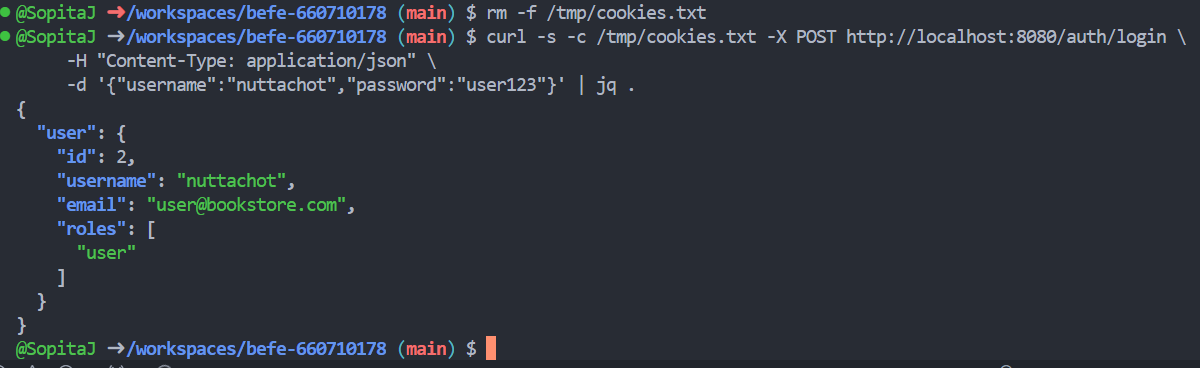 @SopitaJ ➜/workspaces/befe-660710178 (main) $ rm -f /tmp/cookies.txt
@SopitaJ ➜/workspaces/befe-660710178 (main) $ curl -s -c /tmp/cookies.txt -X POST http://localhost:8080/auth/login \
-H "Content-Type: application/json" \
-d '{"username":"nuttachot","password":"user123"}' | jq .
{
"user": {
"id": 2,
"username": "nuttachot",
"email": "user@bookstore.com",
"roles": [
"user"
]
}
}
@SopitaJ ➜/workspaces/befe-660710178 (main) $